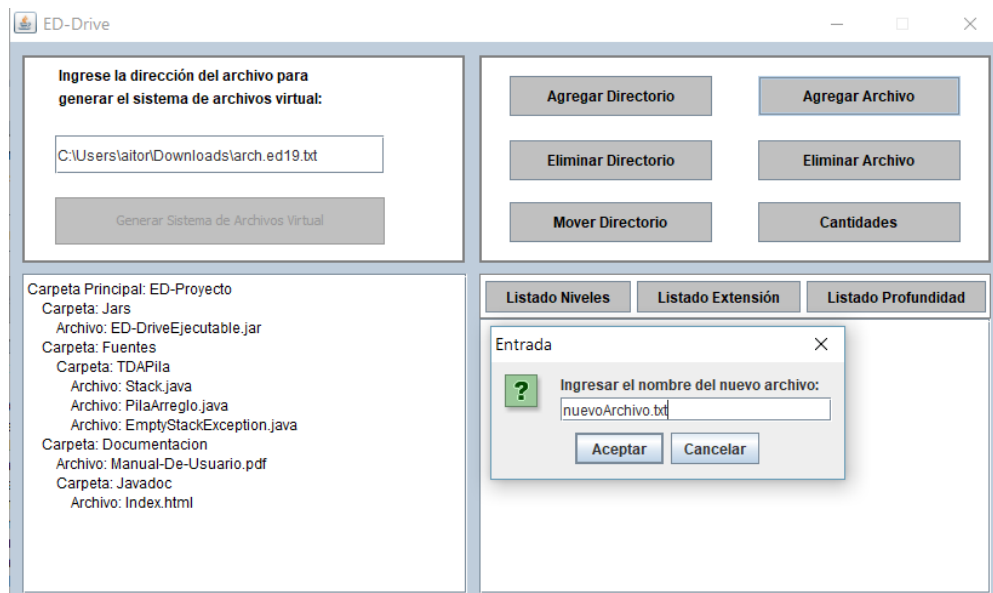 ED-Drive
Ingrese la dirección del archivo para
generar el sistema de archivos virtual:
C:\Users\aitor\Downloads\arch.ed19.txt
Generar Sistema de Archivos Virtual
Agregar Directorio
Agregar Archivo
Eliminar Directorio
Eliminar Archivo
Mover Directorio
Cantidades
Carpeta Principal: ED-Proyecto
Carpeta: Jars
Archivo: ED-DriveEjecutable.jar
Carpeta: Fuentes
Carpeta: TDAPila
Archivo: Stack.java
Archivo: PilaArreglo.java
Archivo: EmptyStackException.java
Carpeta: Documentacion
Archivo: Manual-De-Usuario.pdf
Carpeta: Javadoc
Archivo: Index.html
Listado Niveles
Listado Extensión
Listado Profundidad
Entrada
?
Ingresar el nombre del nuevo archivo:
nuevoArchivo.txt
Aceptar
Cancelar